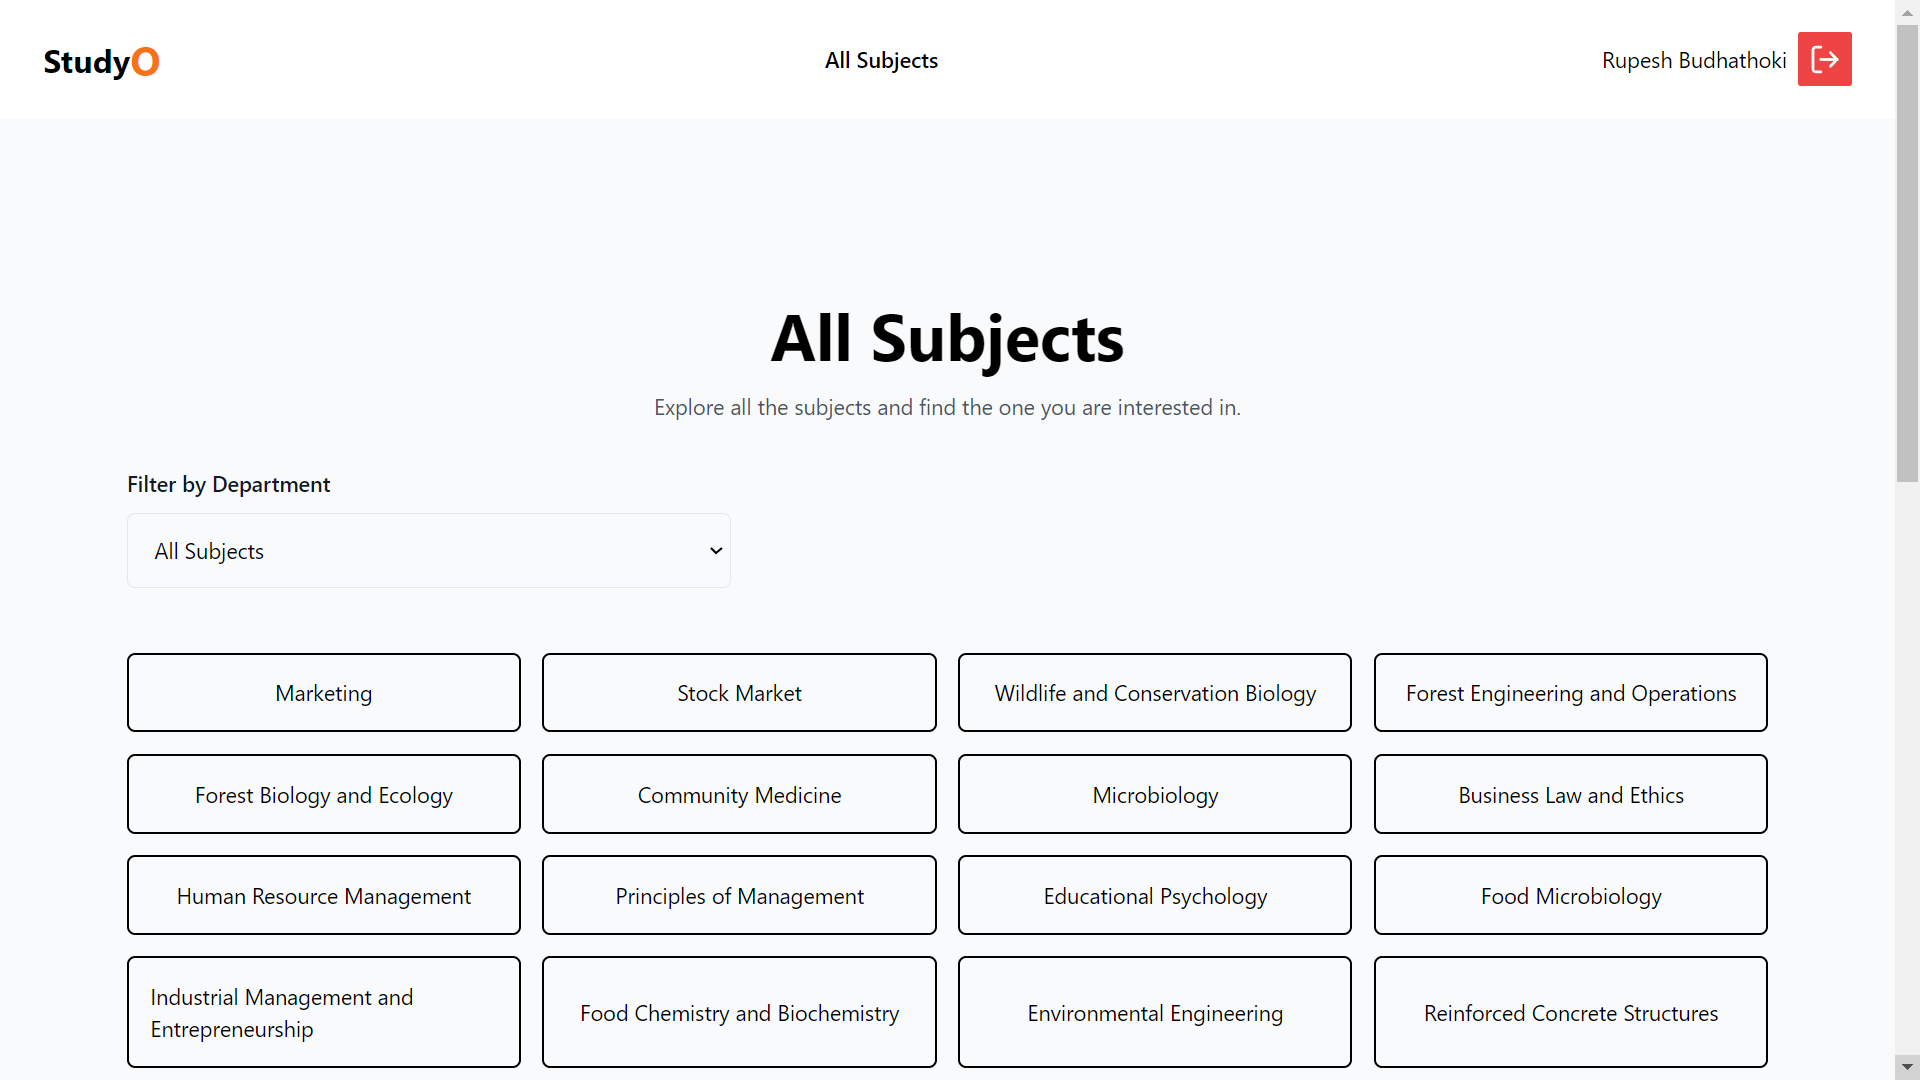 StudyO
All Subjects
Rupesh Budhathoki
All Subjects
Explore all the subjects and find the one you are interested in.
Filter by Department
All Subjects
Marketing
Stock Market
Wildlife and Conservation Biology
Forest Engineering and Operations
Forest Biology and Ecology
Community Medicine
Microbiology
Business Law and Ethics
Human Resource Management
Principles of Management
Educational Psychology
Food Microbiology
Industrial Management and
Entrepreneurship
Food Chemistry and Biochemistry
Environmental Engineering
Reinforced Concrete Structures